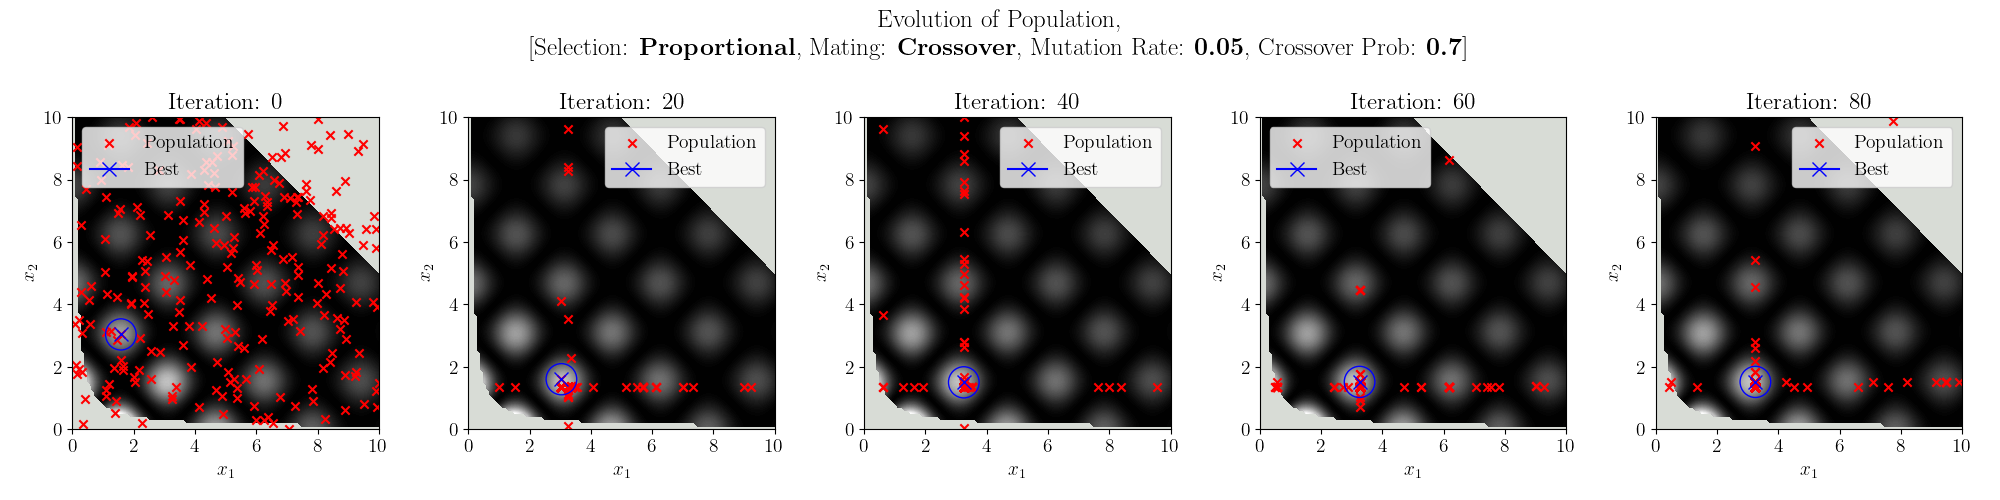 Evolution of Population,
[Selection: Proportional, Mating: Crossover, Mutation Rate: 0.05, Crossover Prob: 0.7]
Iteration: 0
Population
Best
10
8
6
4
2
0
x2
0 2 4 6 8 10
x1
Iteration: 20
Population
Best
10
8
6
4
2
0
x2
0 2 4 6 8 10
x1
Iteration: 40
Population
Best
10
8
6
4
2
0
x2
0 2 4 6 8 10
x1
Iteration: 60
Population
Best
10
8
6
4
2
0
x2
0 2 4 6 8 10
x1
Iteration: 80
Population
Best
10
8
6
4
2
0
x2
0 2 4 6 8 10
x1